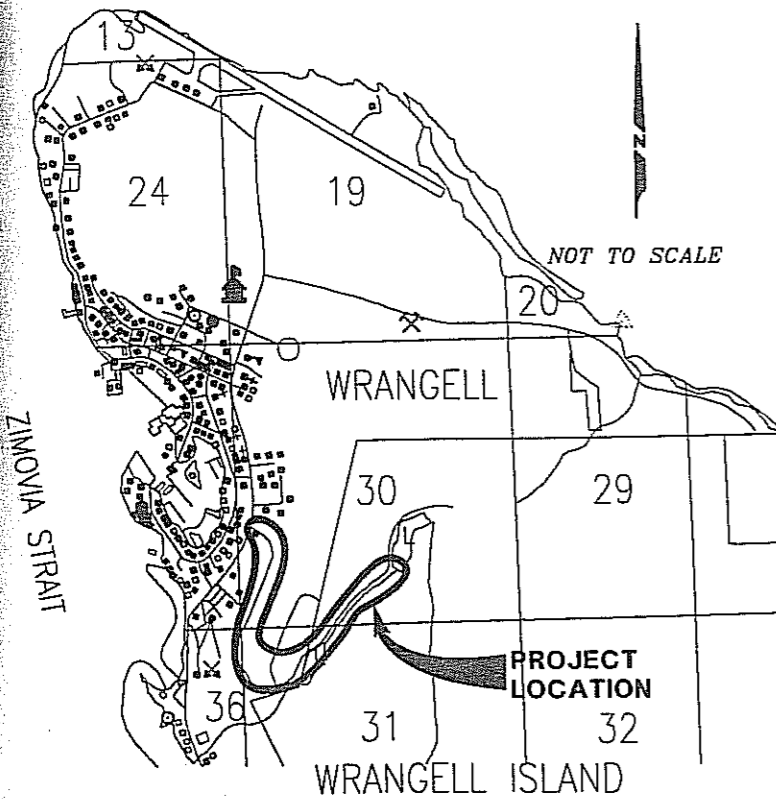 13
24
19
N
NOT TO SCALE
20
WRANGELL
ZIMOVIA STRAIT
30
29
PROJECT
LOCATION
36
31
32
WRANGELL ISLAND